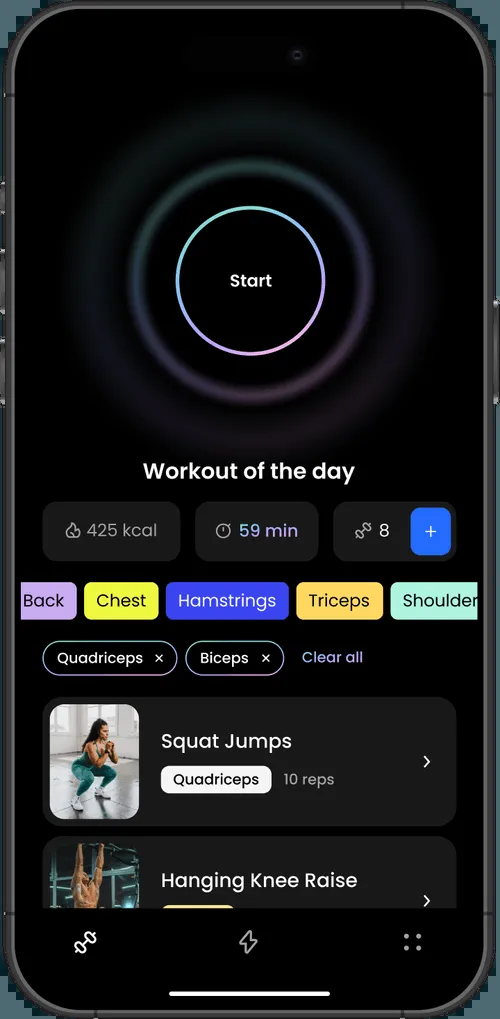 Start
Workout of the day
425 kcal
59 min
8 +
Back Chest Hamstrings Triceps Shoulder
Quadriceps × Biceps × Clear all
Squat Jumps
Quadriceps 10 reps
Hanging Knee Raise